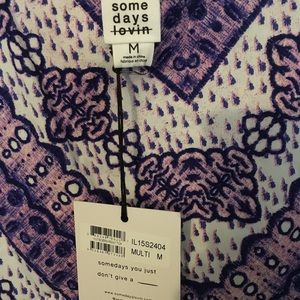 some
days
lovin
M
made in china
fabriqué en chine
IL15S2404
MULTI M
somedays you just
don't give a